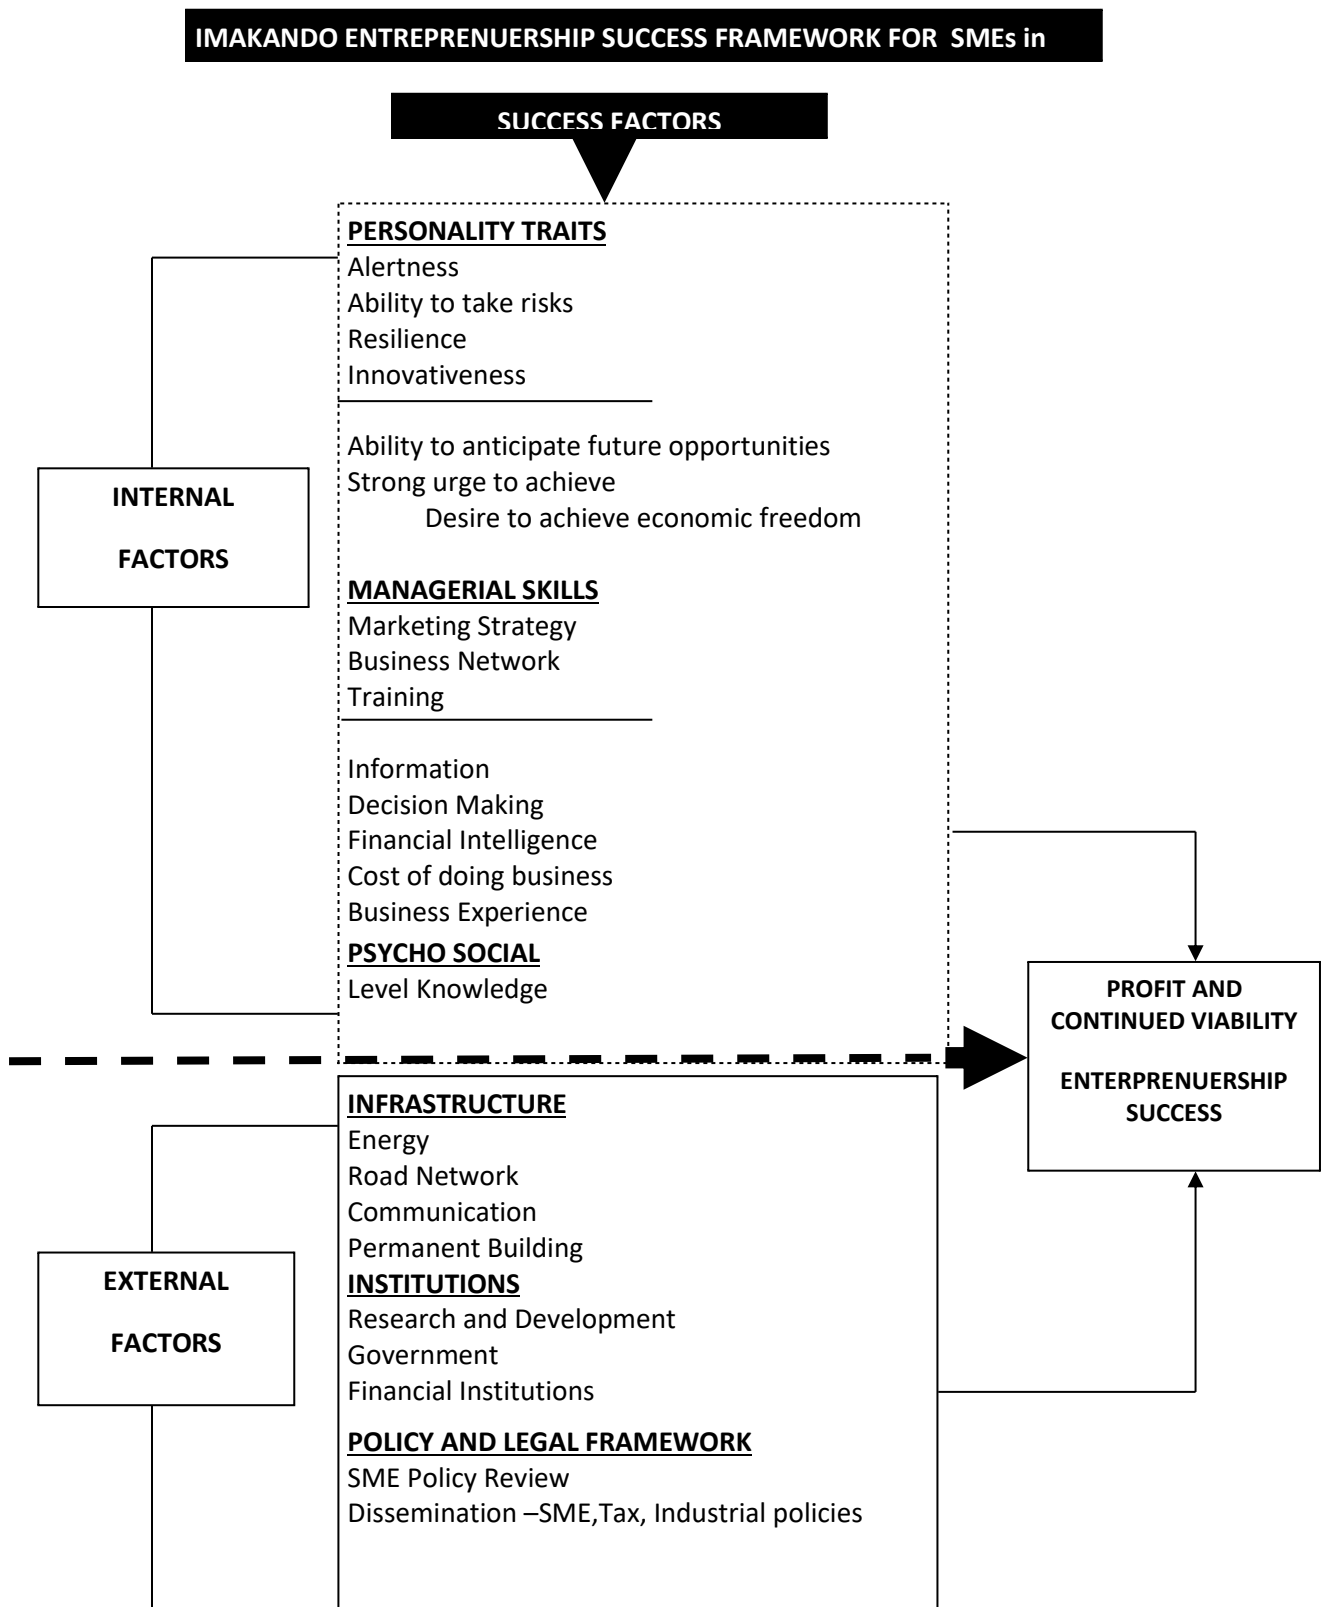 IMAKANDO ENTREPRENUERSHIP SUCCESS FRAMEWORK FOR SMEs in
SUCCESS FACTORS
PERSONALITY TRAITS
Alertness
Ability to take risks
Resilience
Innovativeness
Ability to anticipate future opportunities
Strong urge to achieve
Desire to achieve economic freedom
INTERNAL
FACTORS
MANAGERIAL SKILLS
Marketing Strategy
Business Network
Training
Information
Decision Making
Financial Intelligence
Cost of doing business
Business Experience
PSYCHO SOCIAL
Level Knowledge
PROFIT AND
CONTINUED VIABILITY
ENTERPRENUERSHIP
SUCCESS
INFRASTRUCTURE
Energy
Road Network
Communication
Permanent Building
EXTERNAL
FACTORS
INSTITUTIONS
Research and Development
Government
Financial Institutions
POLICY AND LEGAL FRAMEWORK
SME Policy Review
Dissemination –SME,Tax, Industrial policies